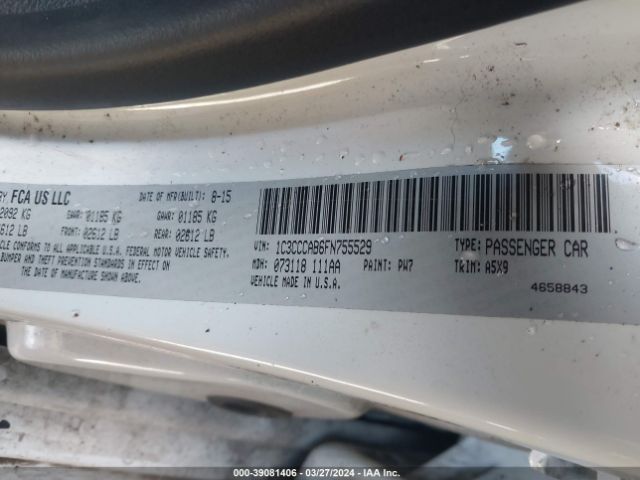 RY FCA US LLC
DATE OF MFR(BUILT): 8-15
2092 KG
GAWR: 01185 KG
GAWR: 01185 KG
612 LB
FRONT: 02612 LB
REAR: 02612 LB
VEHICLE CONFORMS TO ALL APPLICABLE U.S.A. FEDERAL MOTOR VEHICLE SAFETY,
BUMPER AND THEFT PREVENTION STANDARDS IN EFFECT ON
THE DATE OF MANUFACTURE SHOWN ABOVE.
VIN: 1C3CCCAB6FN755529
TYPE: PASSENGER CAR
MDH: 073118 111AA
PAINT: PW7
TRIM: A5X9
VEHICLE MADE IN U.S.A.
4658843
000-39081406 | 03/27/2024 | IAA Inc.